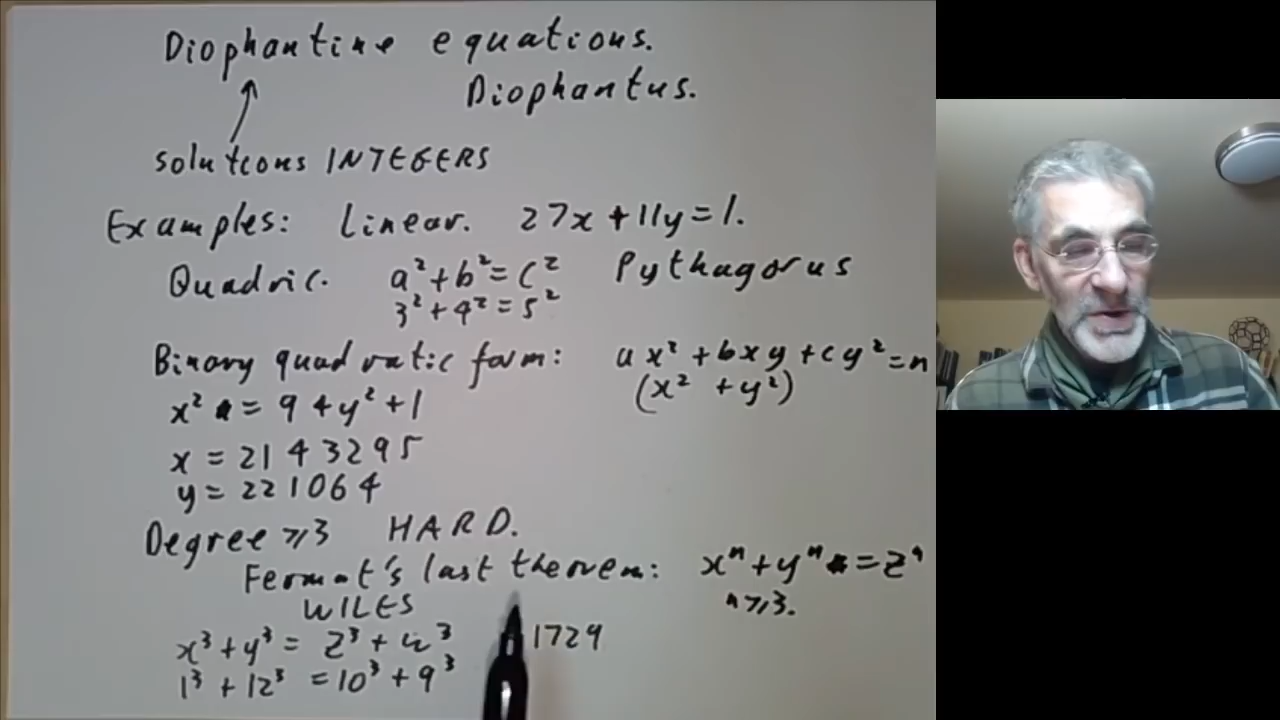 Diophantine equations.
Diophantus.
solutions INTEGERS
Examples: Linear. 27x + 11y = 1.
Quadric. a² + b² = c² Pythagorus
3² + 4² = 5²
Binary quadratic form: ax² + bxy + cy² = n
(x² + y²)
x² = 94y² + 1
x = 2143295
y = 221064
Degree ⩾3 HARD.
Fermat's last theorem: xⁿ + yⁿ = zⁿ
WILES n⩾3.
x³ + y³ = z³ + w³ 1729
1³ + 12³ = 10³ + 9³